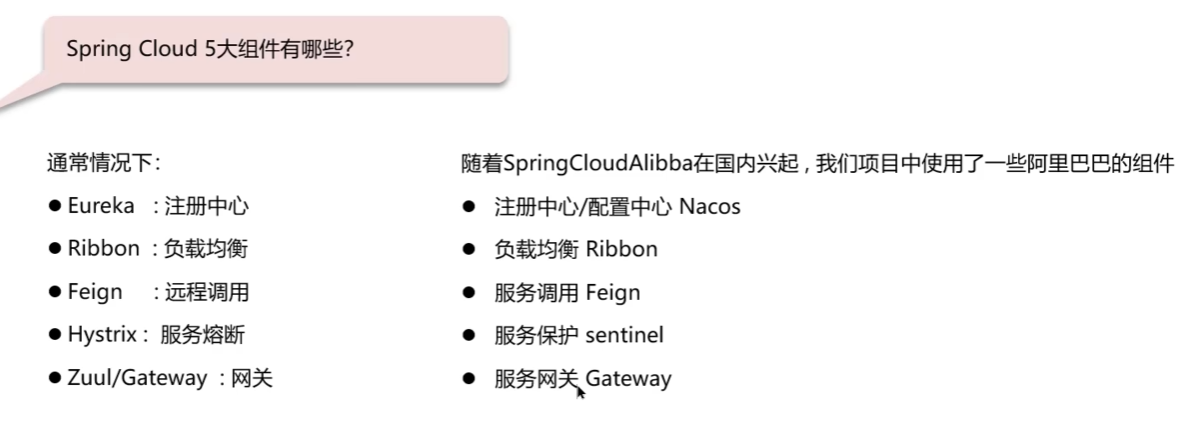 Spring Cloud 5大组件有哪些?
通常情况下:
● Eureka : 注册中心
● Ribbon : 负载均衡
● Feign : 远程调用
● Hystrix : 服务熔断
● Zuul/Gateway : 网关
随着SpringCloudAlibba在国内兴起 , 我们项目中使用了一些阿里巴巴的组件
● 注册中心/配置中心 Nacos
● 负载均衡 Ribbon
● 服务调用 Feign
● 服务保护 sentinel
● 服务网关 Gateway